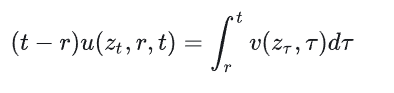 (t − r)u(z_t, r, t) = ∫_r^t v(z_τ, τ)dτ